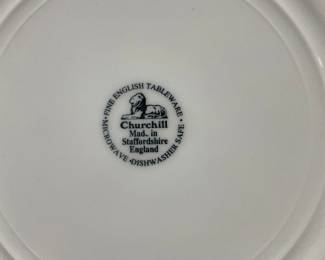 • FINE ENGLISH TABLEWARE •
Churchill
Made in
Staffordshire
England
MICROWAVE • DISHWASHER SAFE